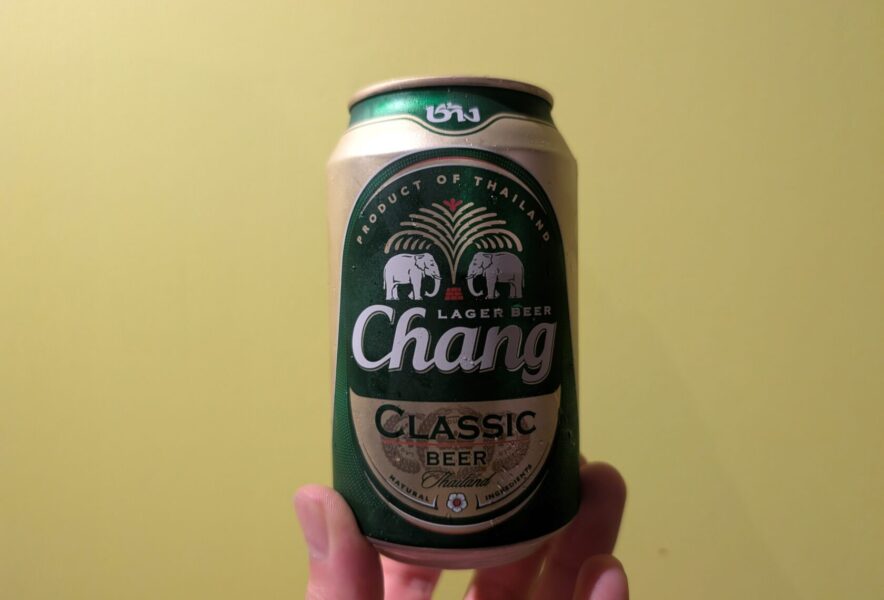 ช้าง
PRODUCT OF THAILAND
LAGER BEER
Chang
CLASSIC
BEER
Thailand
NATURAL INGREDIENTS